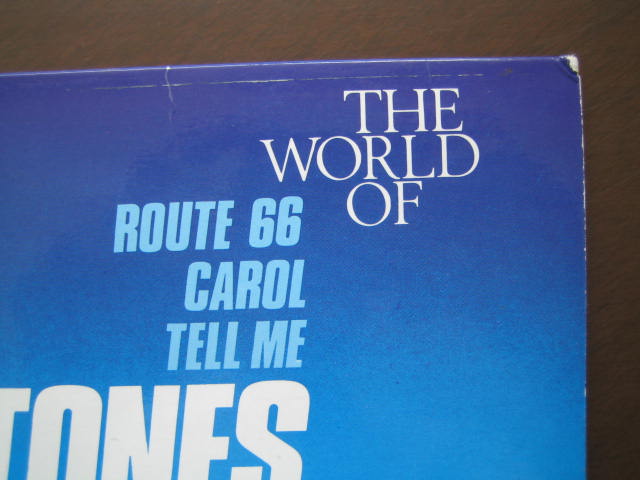 THE
WORLD
OF
ROUTE 66
CAROL
TELL ME
TONES